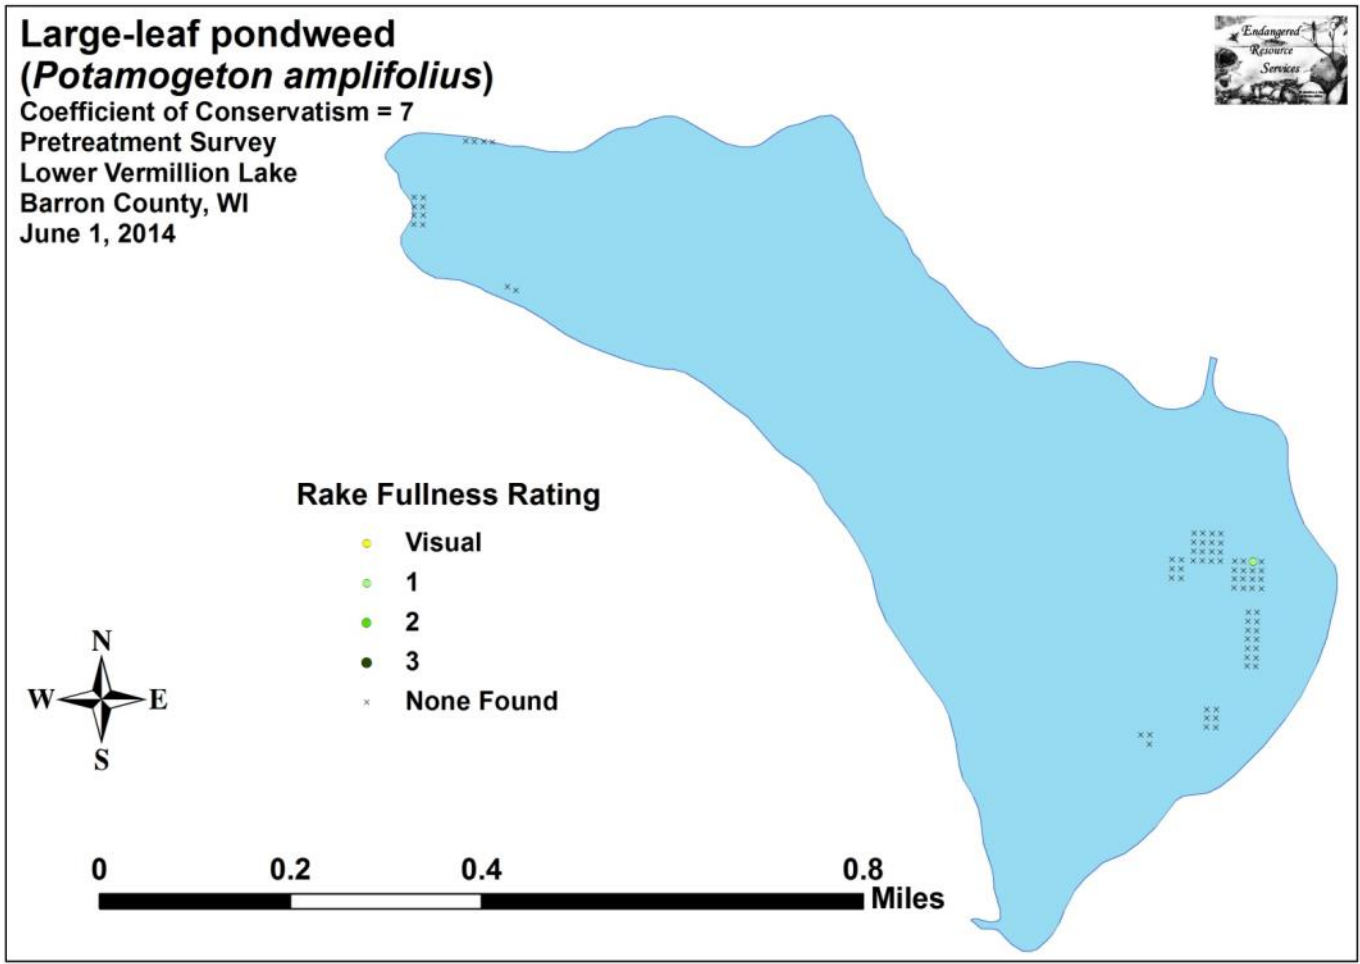 Large-leaf pondweed
(Potamogeton amplifolius)
Coefficient of Conservatism = 7
Pretreatment Survey
Lower Vermillion Lake
Barron County, WI
June 1, 2014
Endangered
Resource
Services
Rake Fullness Rating
Visual
1
2
3
None Found
N
W E
S
0 0.2 0.4 0.8
Miles